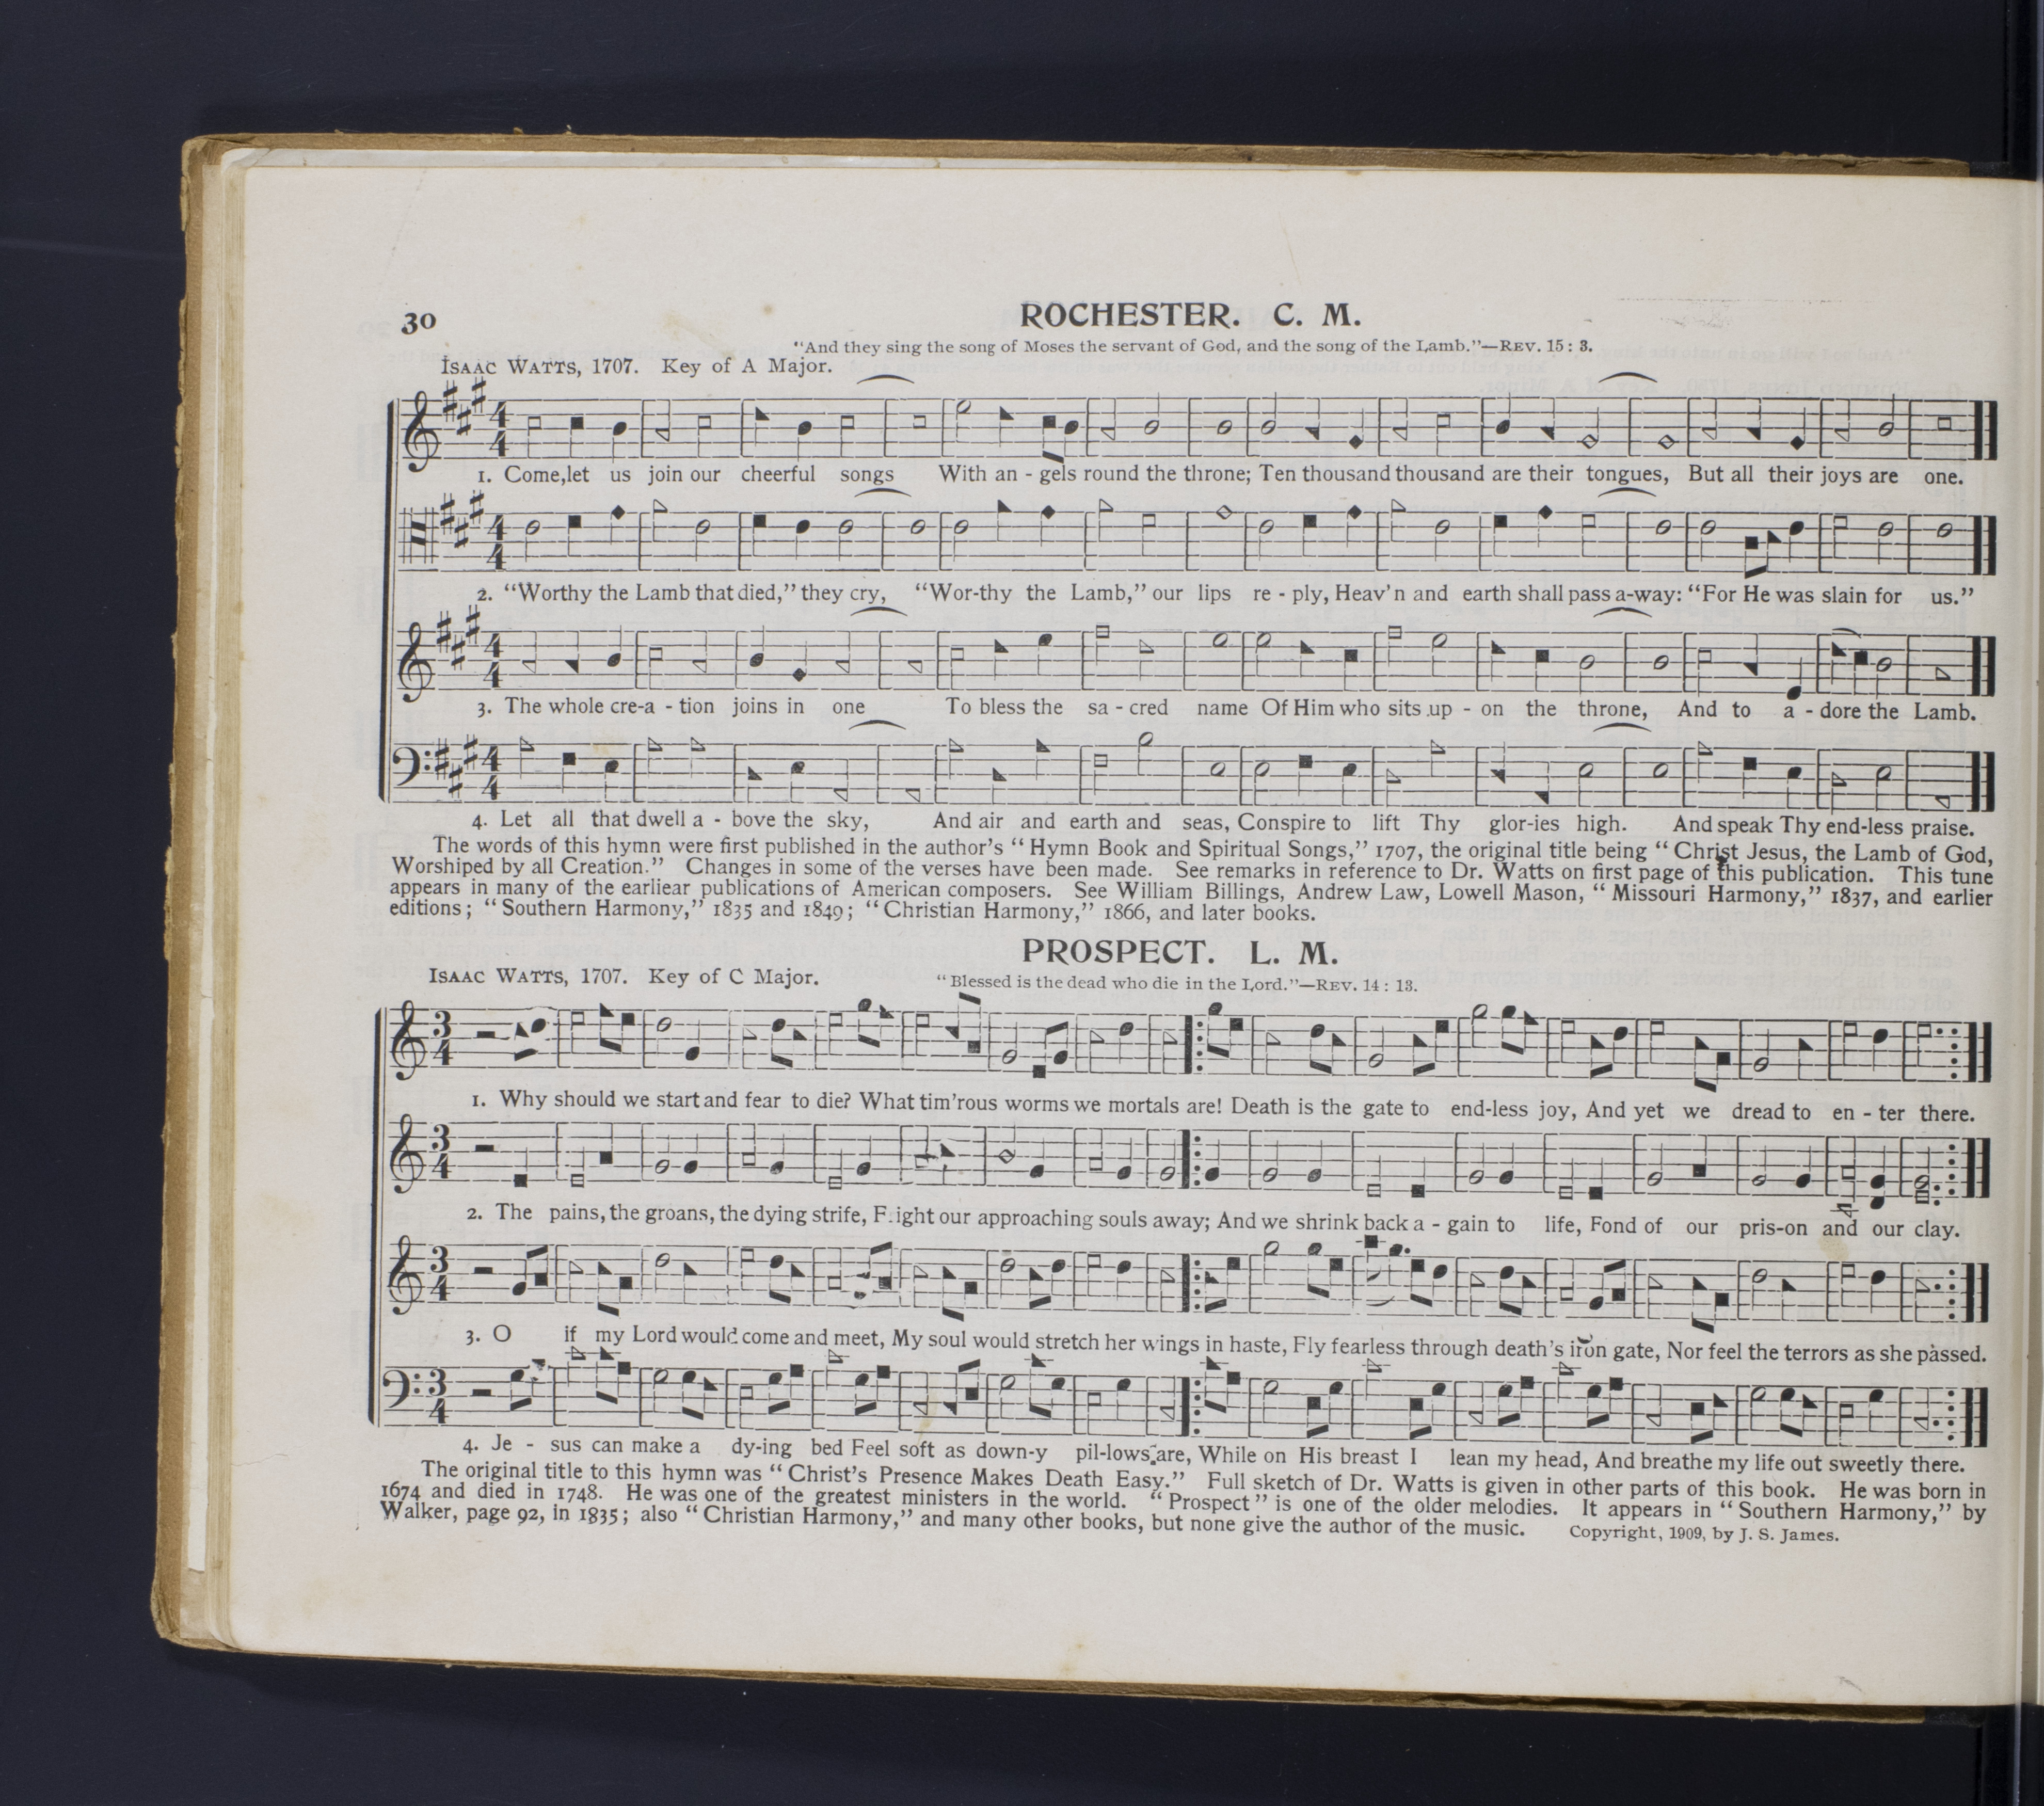 30
ROCHESTER. C. M.
"And they sing the song of Moses the servant of God, and the song of the Lamb."—REV. 15: 3.
ISAAC WATTS, 1707. Key of A Major.
1. Come,let us join our cheerful songs With an - gels round the throne; Ten thousand thousand are their tongues, But all their joys are one.
2. "Worthy the Lamb that died," they cry, "Wor-thy the Lamb," our lips re - ply, Heav'n and earth shall pass a-way: "For He was slain for us."
3. The whole cre-a - tion joins in one To bless the sa - cred name Of Him who sits up - on the throne, And to a - dore the Lamb.
4. Let all that dwell a - bove the sky, And air and earth and seas, Conspire to lift Thy glor-ies high. And speak Thy end-less praise.
The words of this hymn were first published in the author's "Hymn Book and Spiritual Songs," 1707, the original title being "Christ Jesus, the Lamb of God,
Worshiped by all Creation." Changes in some of the verses have been made. See remarks in reference to Dr. Watts on first page of this publication. This tune
appears in many of the earliear publications of American composers. See William Billings, Andrew Law, Lowell Mason, "Missouri Harmony," 1837, and earlier
editions; "Southern Harmony," 1835 and 1849; "Christian Harmony," 1866, and later books.
PROSPECT. L. M.
ISAAC WATTS, 1707. Key of C Major.
"Blessed is the dead who die in the Lord."—REV. 14: 13.
1. Why should we start and fear to die? What tim'rous worms we mortals are! Death is the gate to end-less joy, And yet we dread to en - ter there.
2. The pains, the groans, the dying strife, F.ight our approaching souls away; And we shrink back a - gain to life, Fond of our pris-on and our clay.
3. O if my Lord would come and meet, My soul would stretch her wings in haste, Fly fearless through death's iron gate, Nor feel the terrors as she passed.
4. Je - sus can make a dy-ing bed Feel soft as down-y pil-lows are, While on His breast I lean my head, And breathe my life out sweetly there.
The original title to this hymn was "Christ's Presence Makes Death Easy." Full sketch of Dr. Watts is given in other parts of this book. He was born in
1674 and died in 1748. He was one of the greatest ministers in the world. "Prospect" is one of the older melodies. It appears in "Southern Harmony," by
Walker, page 92, in 1835; also "Christian Harmony," and many other books, but none give the author of the music. Copyright, 1909, by J. S. James.